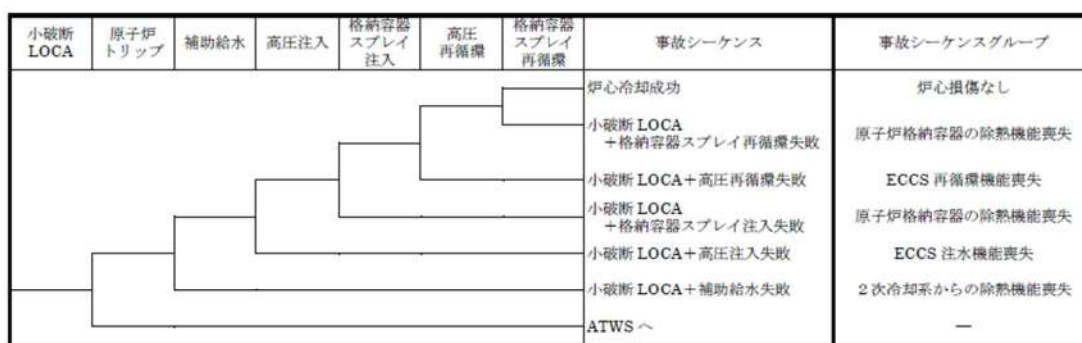 小破断
LOCA
原子炉
トリップ
補助給水
高圧注入
格納容器
スプレイ
注入
高圧
再循環
格納容器
スプレイ
再循環
事故シーケンス
事故シーケンスグループ
炉心冷却成功
炉心損傷なし
小破断 LOCA
+格納容器スプレイ再循環失敗
原子炉格納容器の除熱機能喪失
小破断 LOCA+高圧再循環失敗
ECCS 再循環機能喪失
小破断 LOCA
+格納容器スプレイ注入失敗
原子炉格納容器の除熱機能喪失
小破断 LOCA+高圧注入失敗
ECCS 注水機能喪失
小破断 LOCA+補助給水失敗
2次冷却系からの除熱機能喪失
ATWS へ
―